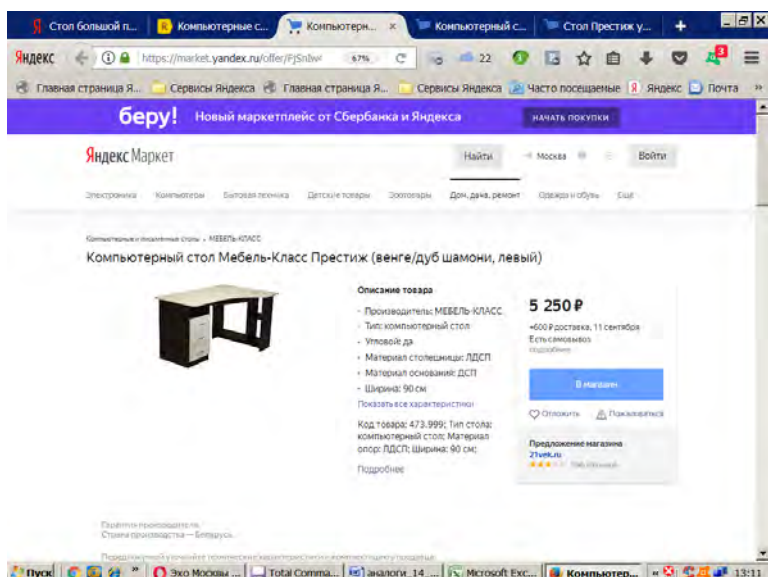 Стол большой п...
Компьютерные с...
Компьютерн...
Компьютерный с...
Стол Престиж у...
ЯНДЕКС
https://market.yandex.ru/offer/FjSnlw
67%
22
3
Главная страница Я...
Сервисы Яндекса
Главная страница Я...
Сервисы Яндекса
Часто посещаемые
Яндекс
Почта
беру!
Новый маркетплейс от Сбербанка и Яндекса
НАЧАТЬ ПОКУПКИ
Яндекс Маркет
Найти
Москва
Войти
Электроника
Компьютеры
Бытовая техника
Детские товары
Зоотовары
Дом, дача, ремонт
Одежда и обувь
Ещё
Компьютерные и письменные столы
МЕБЕЛЬ-КЛАСС
Компьютерный стол Мебель-Класс Престиж (венге/дуб шамони, левый)
Описание товара
- Производитель: МЕБЕЛЬ-КЛАСС
- Тип: компьютерный стол
- Угловой: да
- Материал столешницы: ЛДСП
- Материал основания: ДСП
- Ширина: 90 см
Показать все характеристики
Код товара: 473.999; Тип стола:
компьютерный стол; Материал
опор: ЛДСП; Ширина: 90 см;
Подробнее
5 250 ₽
+600 ₽ доставка, 11 сентября
Есть самовывоз
подробнее
В магазин
Отложить
Пожаловаться
Предложение магазина
21vek.ru
Гарантия производителя.
Страна производства — Беларусь.
Пуск
Эхо Москвы ...
Total Comma...
аналоги_14_...
Microsoft Exc...
Компьютер...
13:11